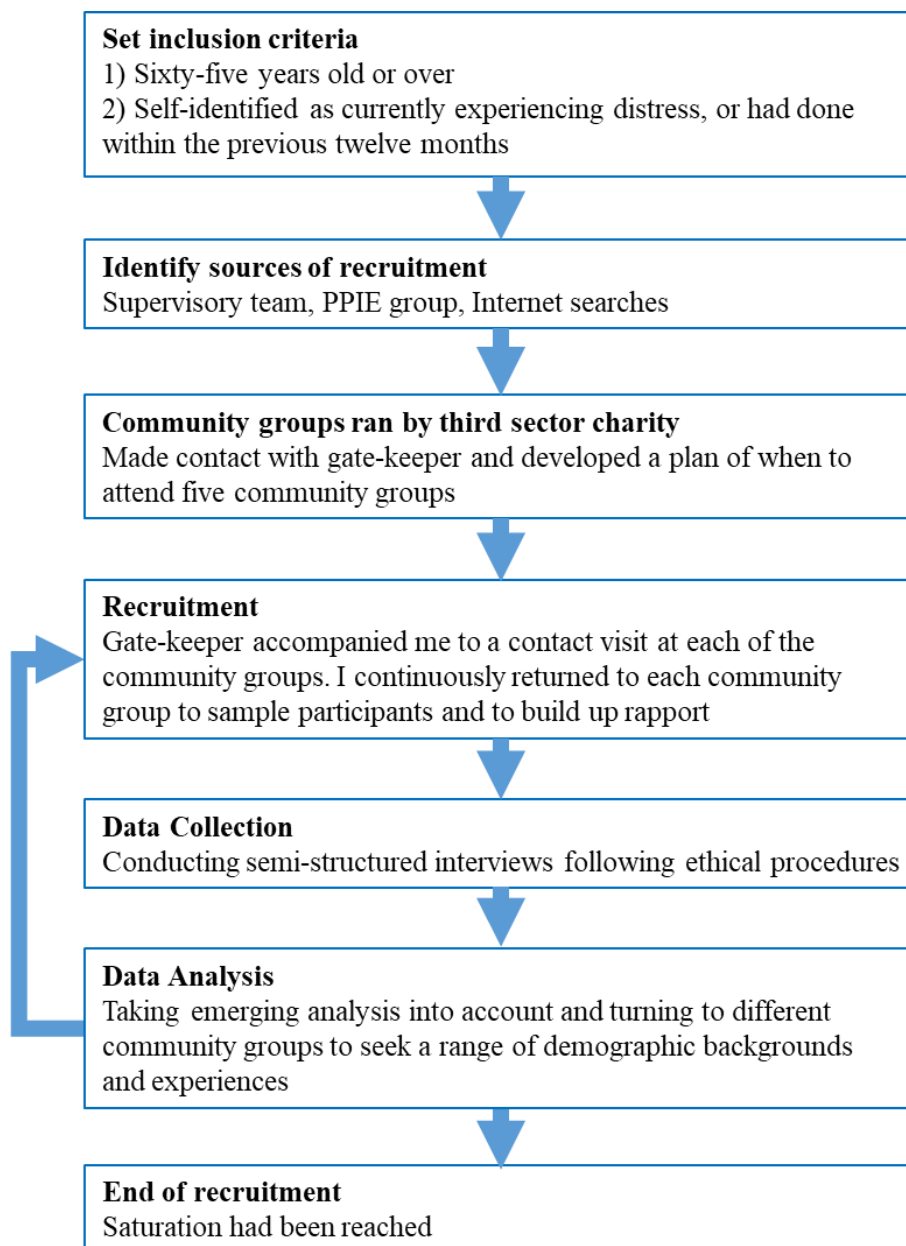 Set inclusion criteria
1) Sixty-five years old or over
2) Self-identified as currently experiencing distress, or had done
within the previous twelve months
Identify sources of recruitment
Supervisory team, PPIE group, Internet searches
Community groups ran by third sector charity
Made contact with gate-keeper and developed a plan of when to
attend five community groups
Recruitment
Gate-keeper accompanied me to a contact visit at each of the
community groups. I continuously returned to each community
group to sample participants and to build up rapport
Data Collection
Conducting semi-structured interviews following ethical procedures
Data Analysis
Taking emerging analysis into account and turning to different
community groups to seek a range of demographic backgrounds
and experiences
End of recruitment
Saturation had been reached